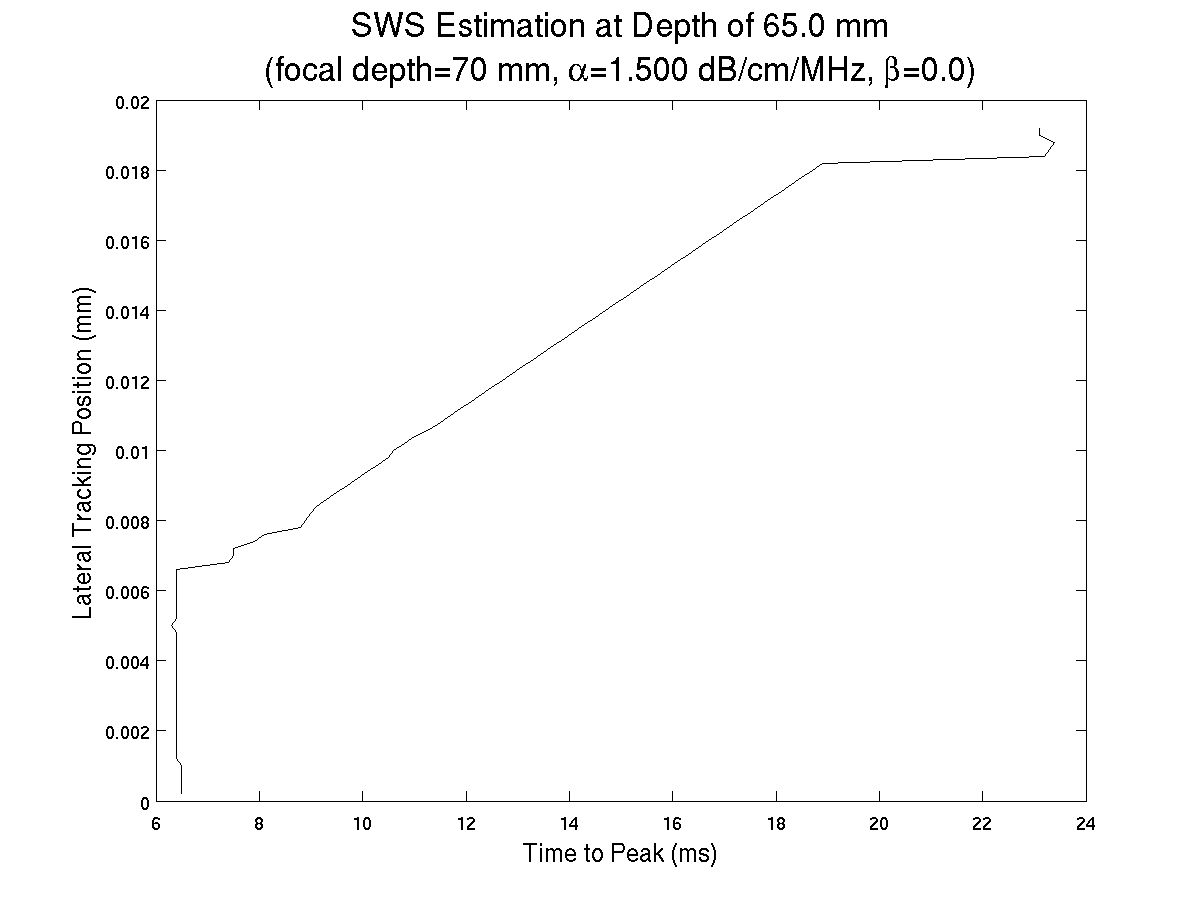 SWS Estimation at Depth of 65.0 mm
(focal depth=70 mm, α=1.500 dB/cm/MHz, β=0.0)
0.02
0.018
0.016
0.014
0.012
0.01
0.008
0.006
0.004
0.002
0
Lateral Tracking Position (mm)
6 8 10 12 14 16 18 20 22 24
Time to Peak (ms)